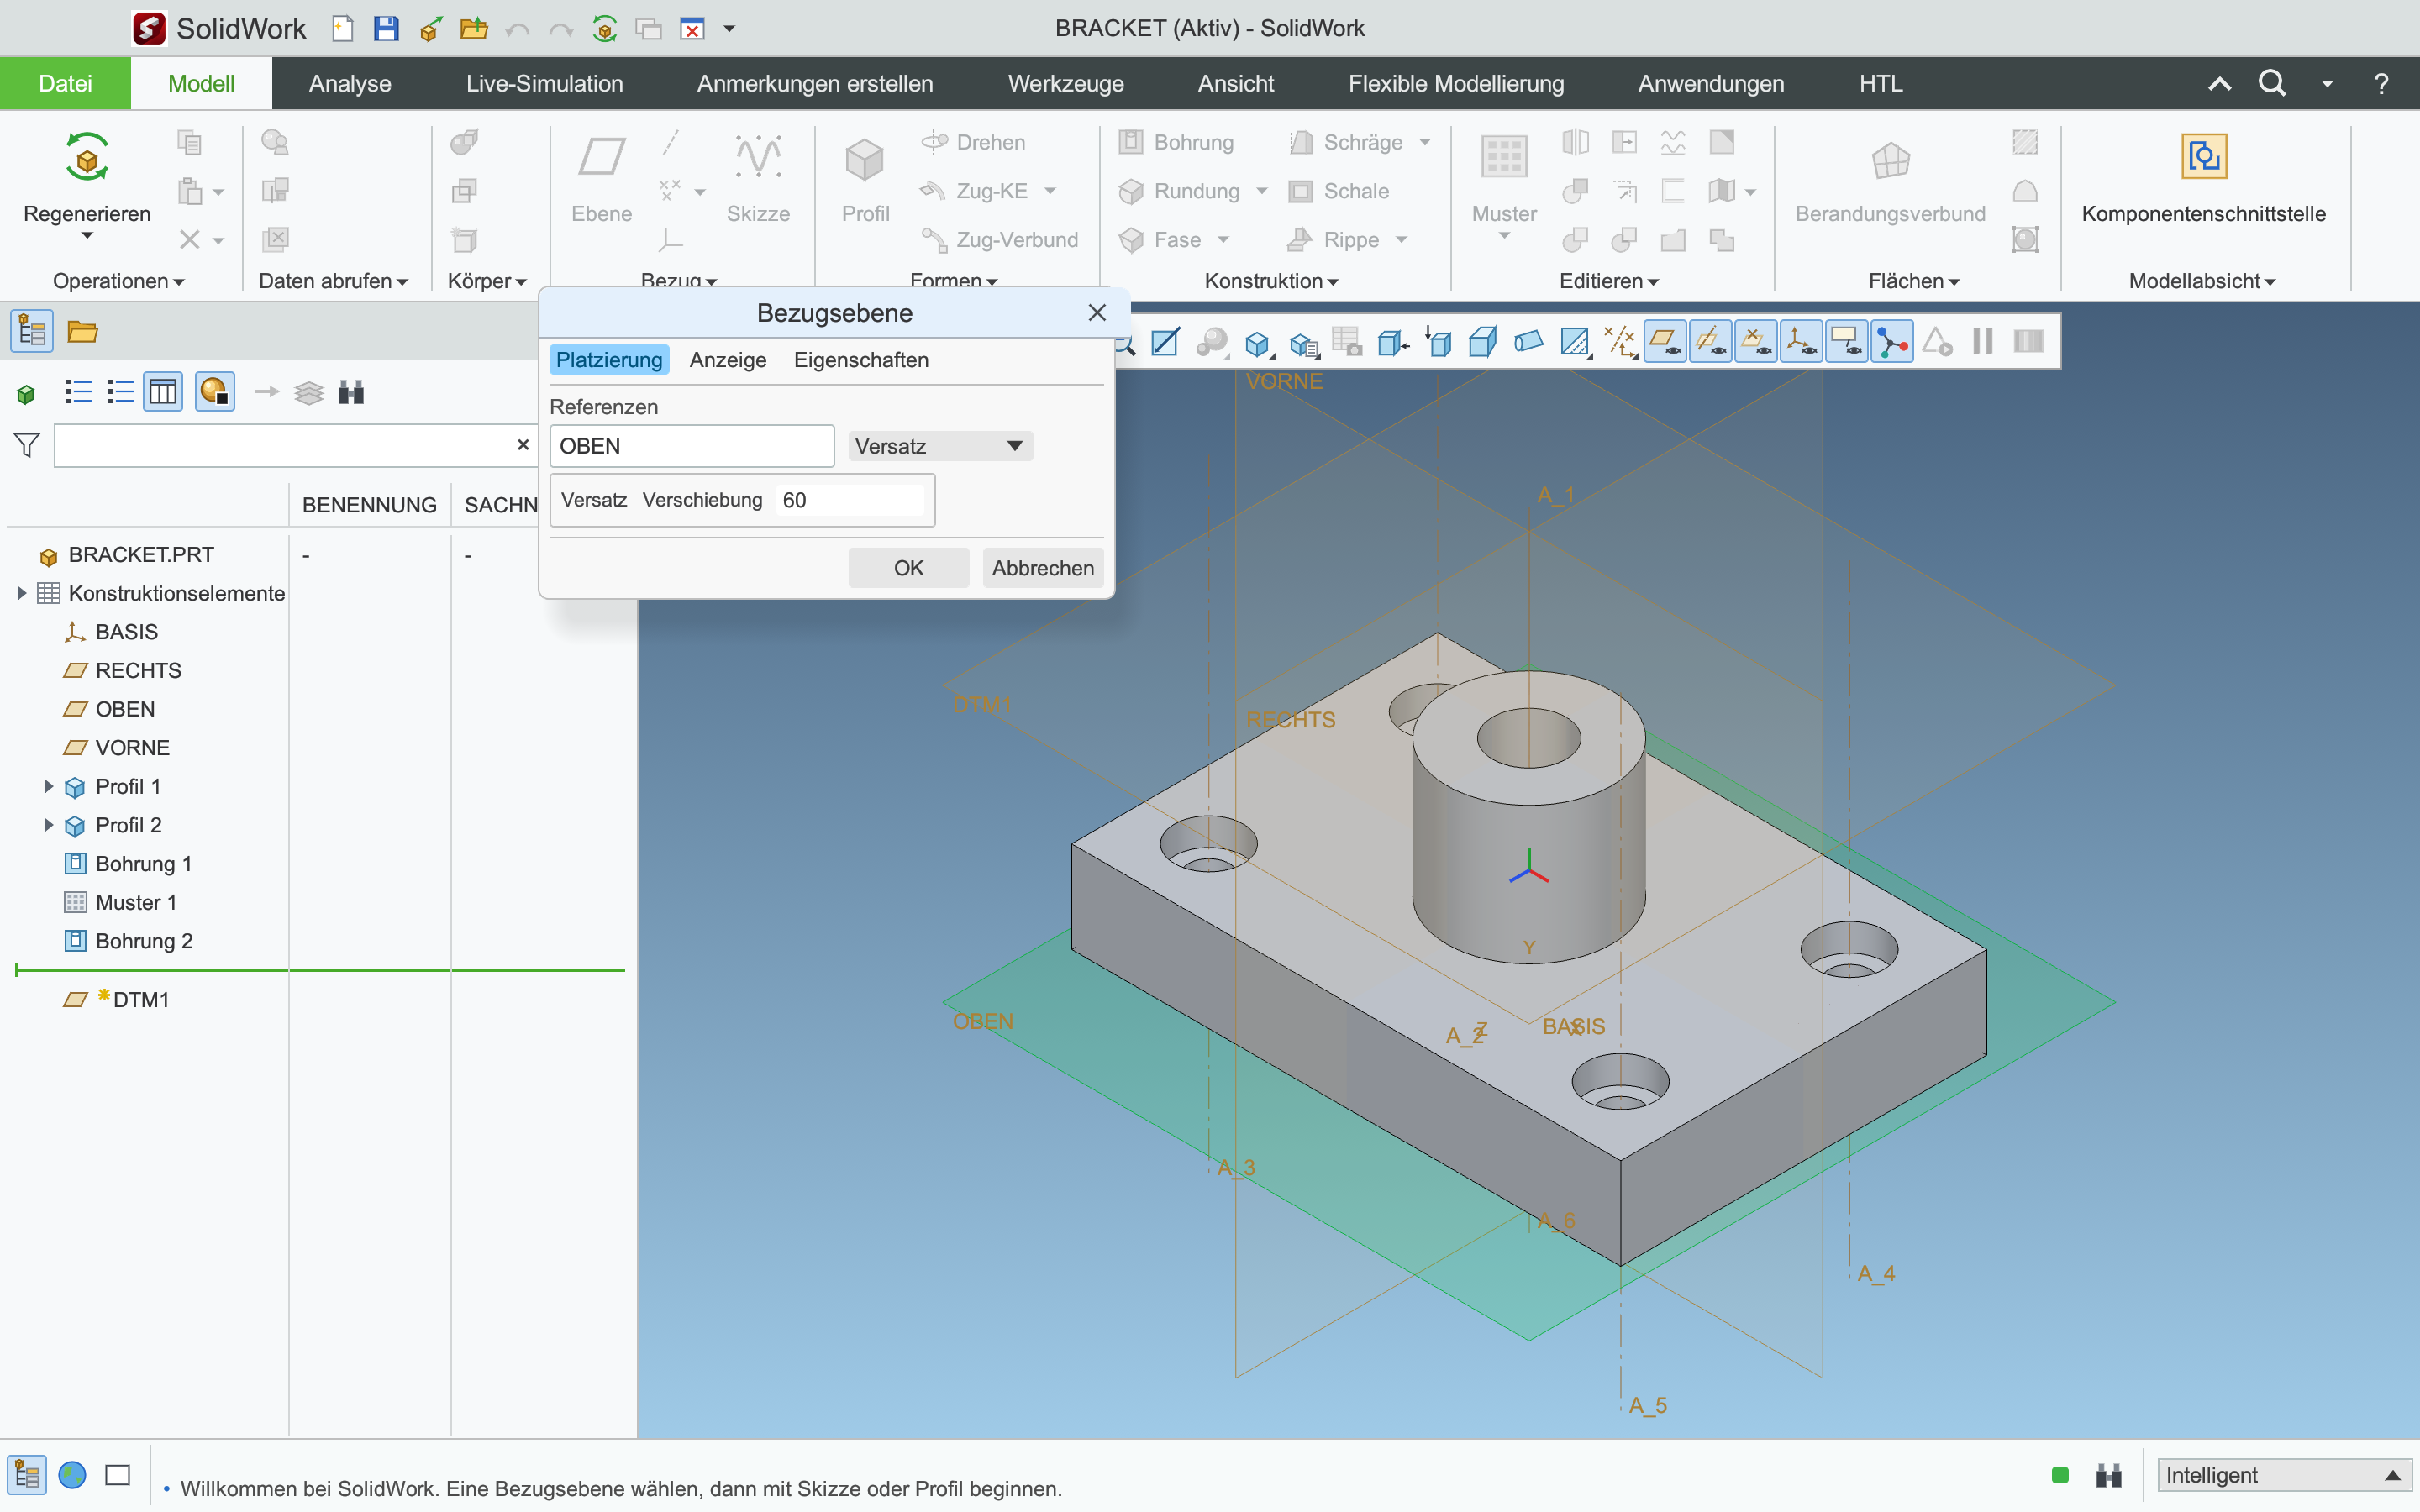 SolidWork
BRACKET (Aktiv) - SolidWork
Datei
Modell
Analyse
Live-Simulation
Anmerkungen erstellen
Werkzeuge
Ansicht
Flexible Modellierung
Anwendungen
HTL
?
Regenerieren
Operationen
Daten abrufen
Körper
Ebene
Skizze
Bezug
Profil
Drehen
Zug-KE
Zug-Verbund
Formen
Bohrung
Schräge
Rundung
Schale
Fase
Rippe
Konstruktion
Muster
Editieren
Berandungsverbund
Flächen
Komponentenschnittstelle
Modellabsicht
Bezugsebene
Platzierung
Anzeige
Eigenschaften
Referenzen
OBEN
Versatz
Versatz Verschiebung 60
OK
Abbrechen
BENENNUNG
SACHN
BRACKET.PRT
-
-
Konstruktionselemente
BASIS
RECHTS
OBEN
VORNE
Profil 1
Profil 2
Bohrung 1
Muster 1
Bohrung 2
DTM1
VORNE
A_1
DTM1
RECHTS
Y
OBEN
A_2
Z
BASIS
X
A_3
A_6
A_4
A_5
Willkommen bei SolidWork. Eine Bezugsebene wählen, dann mit Skizze oder Profil beginnen.
Intelligent